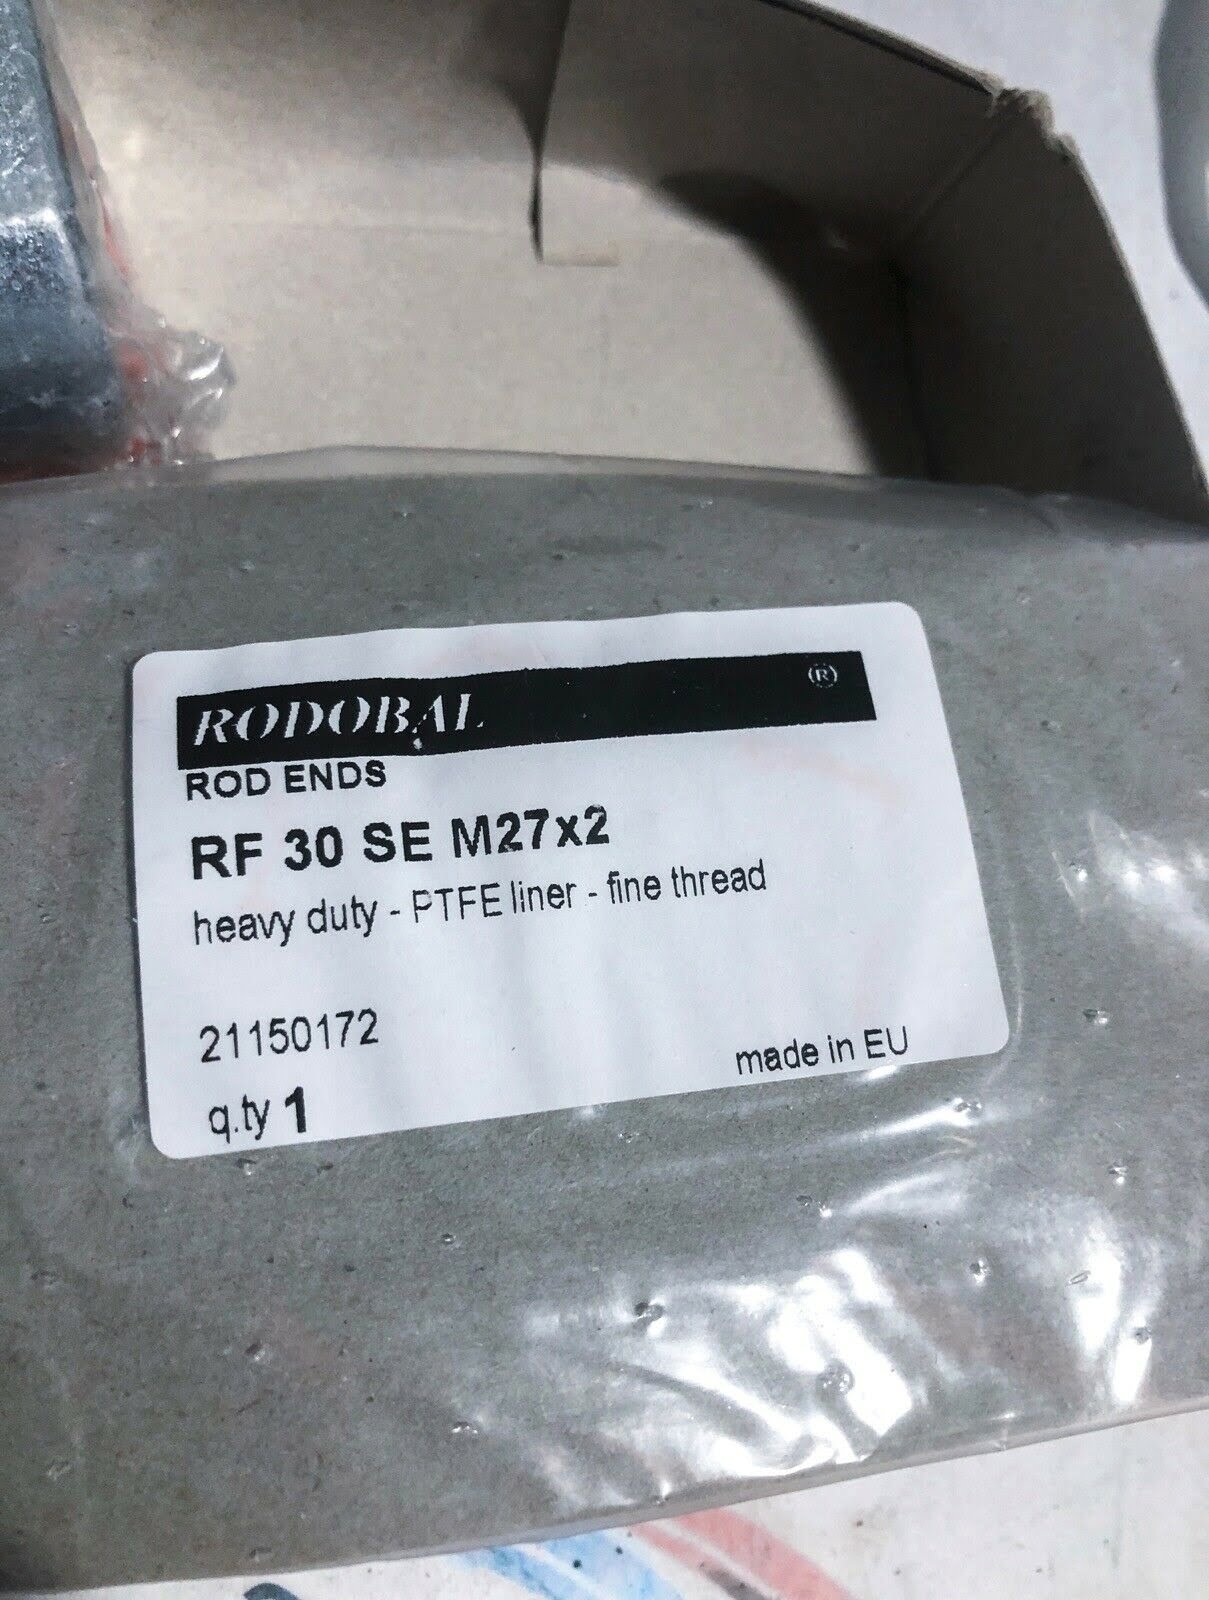 RODOBAL ®
ROD ENDS
RF 30 SE M27x2
heavy duty - PTFE liner - fine thread
21150172
made in EU
q.ty 1